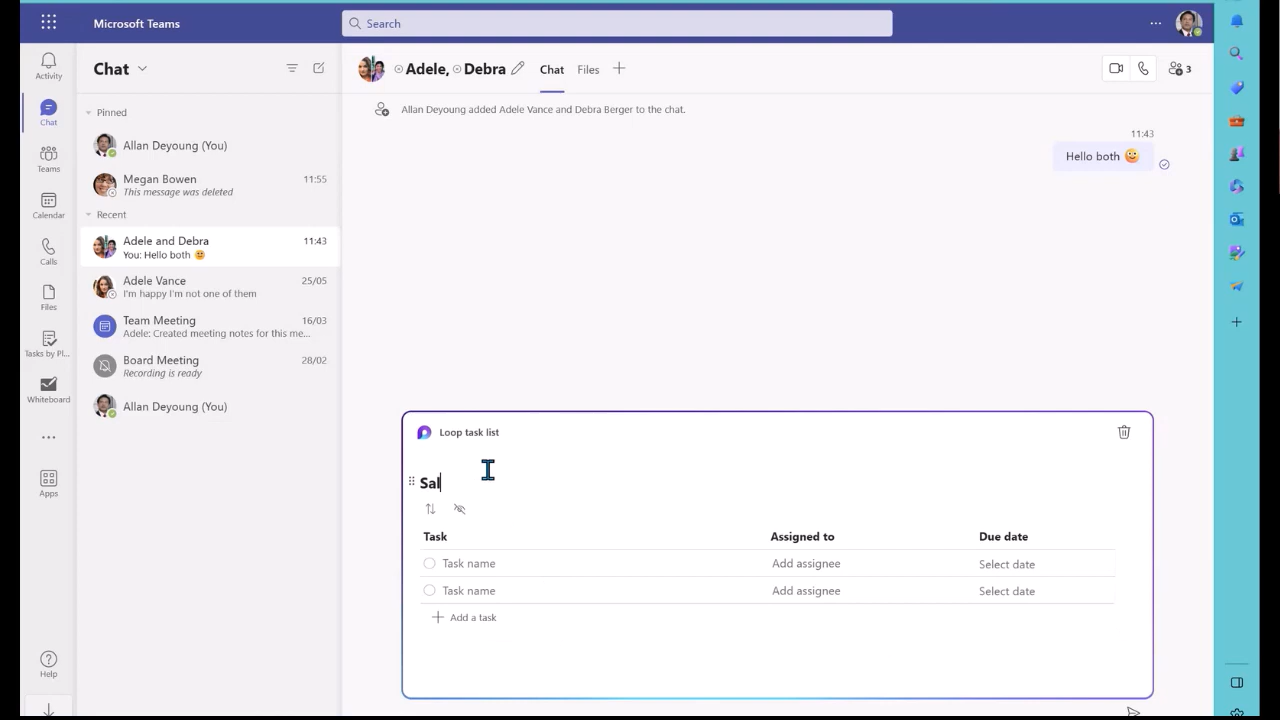 Microsoft Teams
Search
Activity
Chat
Teams
Calendar
Calls
Files
Tasks by Pl...
Whiteboard
Apps
Help
Chat
Pinned
Allan Deyoung (You)
Megan Bowen 11:55
This message was deleted
Recent
Adele and Debra 11:43
You: Hello both
Adele Vance 25/05
I'm happy I'm not one of them
Team Meeting 16/03
Adele: Created meeting notes for this me...
Board Meeting 28/02
Recording is ready
Allan Deyoung (You)
Adele, Debra Chat Files 3
Allan Deyoung added Adele Vance and Debra Berger to the chat.
11:43
Hello both
Loop task list
Sal
Task Assigned to Due date
Task name Add assignee Select date
Task name Add assignee Select date
Add a task